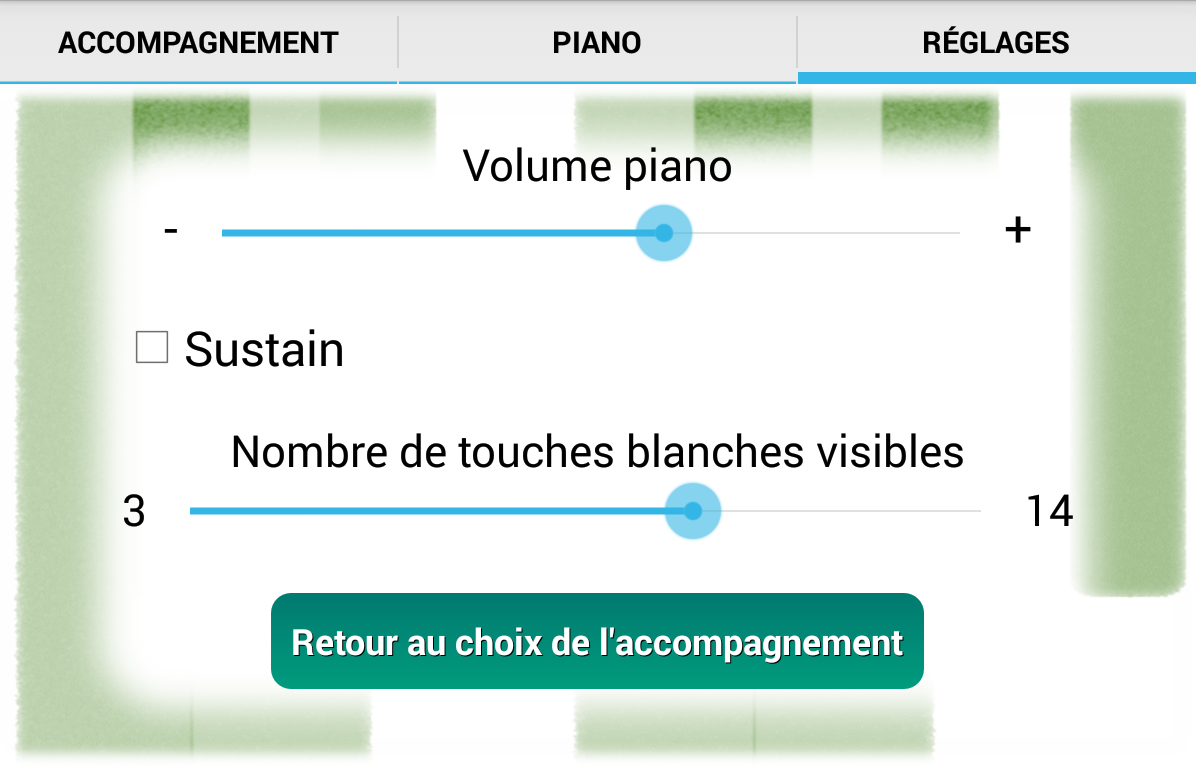 ACCOMPAGNEMENT
PIANO
RÉGLAGES
Volume piano
- +
Sustain
Nombre de touches blanches visibles
3 14
Retour au choix de l'accompagnement